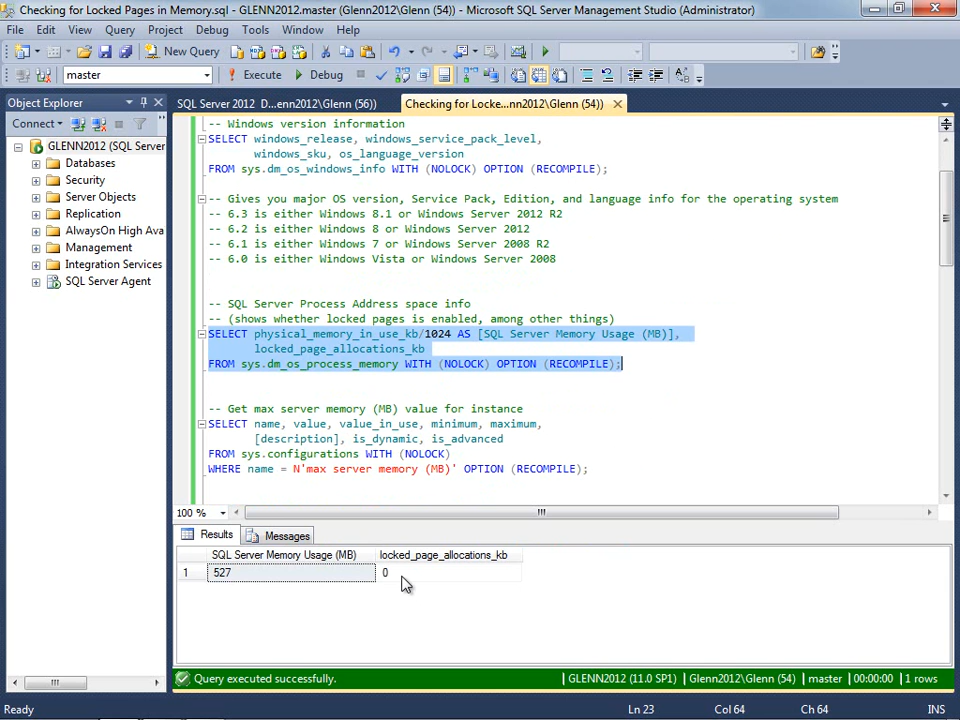 Checking for Locked Pages in Memory.sql - GLENN2012.master (Glenn2012\Glenn (54)) - Microsoft SQL Server Management Studio (Administrator)
File Edit View Query Project Debug Tools Window Help
New Query
master Execute Debug
Object Explorer
SQL Server 2012 D...enn2012\Glenn (56))
Checking for Locke...nn2012\Glenn (54))
Connect
GLENN2012 (SQL Server
Databases
Security
Server Objects
Replication
AlwaysOn High Ava
Management
Integration Services
SQL Server Agent
-- Windows version information
SELECT windows_release, windows_service_pack_level,
windows_sku, os_language_version
FROM sys.dm_os_windows_info WITH (NOLOCK) OPTION (RECOMPILE);
-- Gives you major OS version, Service Pack, Edition, and language info for the operating system
-- 6.3 is either Windows 8.1 or Windows Server 2012 R2
-- 6.2 is either Windows 8 or Windows Server 2012
-- 6.1 is either Windows 7 or Windows Server 2008 R2
-- 6.0 is either Windows Vista or Windows Server 2008
-- SQL Server Process Address space info
-- (shows whether locked pages is enabled, among other things)
SELECT physical_memory_in_use_kb/1024 AS [SQL Server Memory Usage (MB)],
locked_page_allocations_kb
FROM sys.dm_os_process_memory WITH (NOLOCK) OPTION (RECOMPILE);
-- Get max server memory (MB) value for instance
SELECT name, value, value_in_use, minimum, maximum,
[description], is_dynamic, is_advanced
FROM sys.configurations WITH (NOLOCK)
WHERE name = N'max server memory (MB)' OPTION (RECOMPILE);
100 %
Results Messages
SQL Server Memory Usage (MB) locked_page_allocations_kb
1 527 0
Query executed successfully. GLENN2012 (11.0 SP1) Glenn2012\Glenn (54) master 00:00:00 1 rows
Ready Ln 23 Col 64 Ch 64 INS